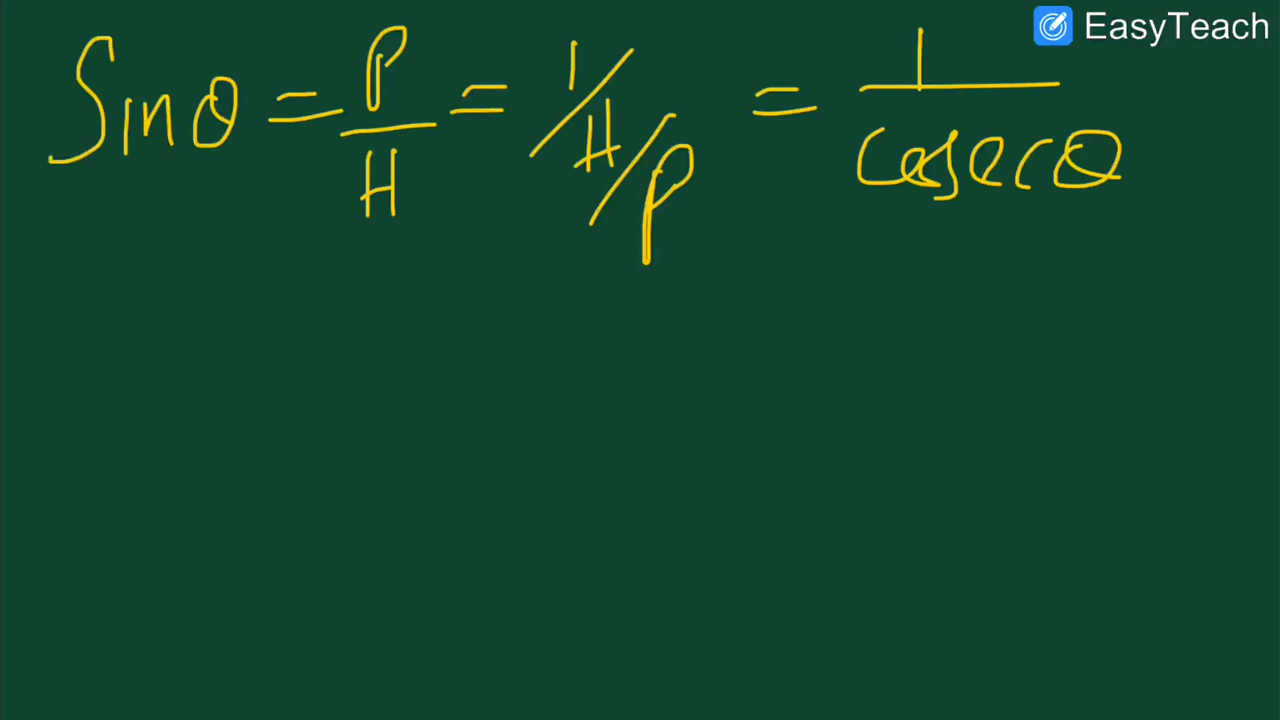 EasyTeach
Sinθ = P/H = 1/H/P = 1/cosecθ